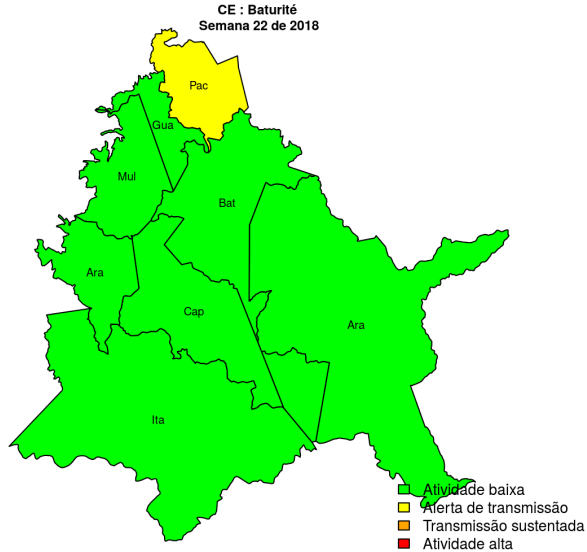 CE : Baturité
Semana 22 de 2018
Pac
Gua
Mul
Bat
Ara
Cap
Ara
Ita
Atividade baixa
Alerta de transmissão
Transmissão sustentada
Atividade alta